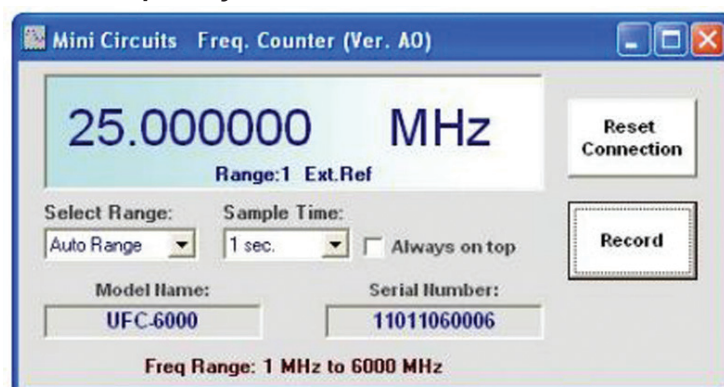 Mini Circuits Freq. Counter (Ver. A0)
25.000000 MHz
Range:1 Ext.Ref
Reset
Connection
Select Range: Sample Time:
Auto Range 1 sec. Always on top
Record
Model Name: Serial Number:
UFC-6000 11011060006
Freq Range: 1 MHz to 6000 MHz